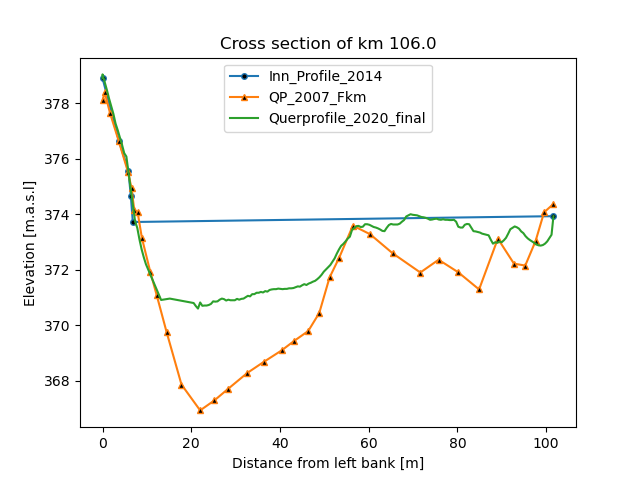 Cross section of km 106.0
Inn_Profile_2014
QP_2007_Fkm
Querprofile_2020_final
Elevation [m.a.s.l]
378
376
374
372
370
368
0 20 40 60 80 100
Distance from left bank [m]